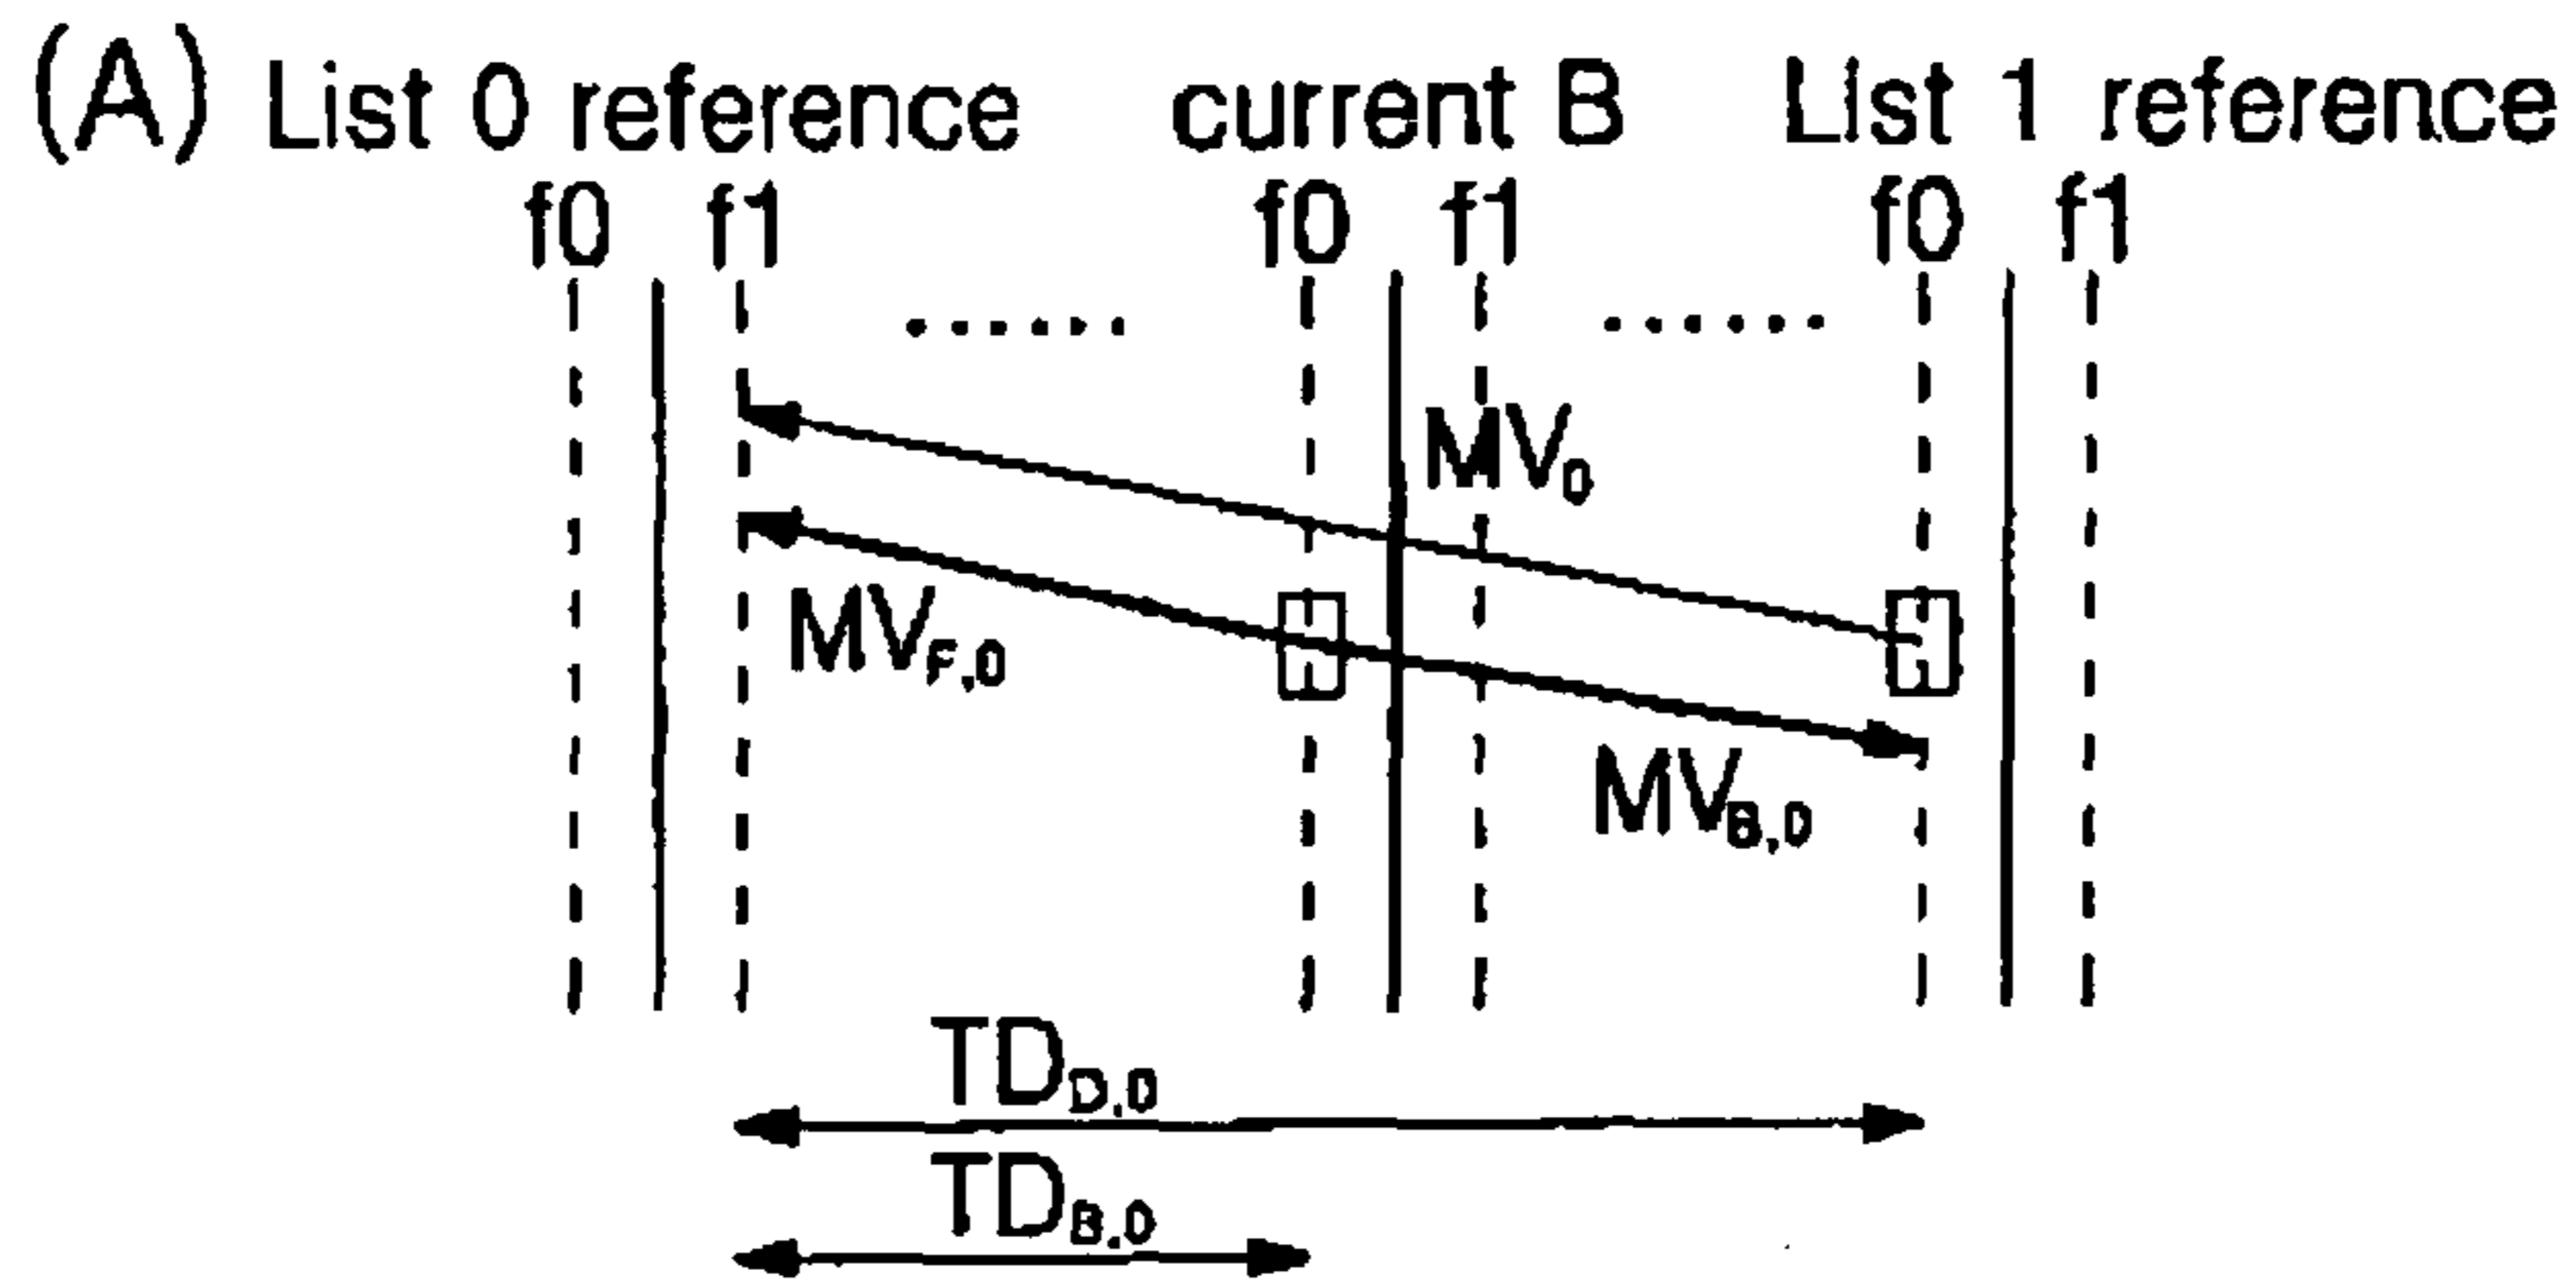 (A) List 0 reference current B LIst 1 reference
f0 f1 f0 f1 f0 f1
......  ......
MV0
MVF,0
MVB,0
TDD,0
TDB,0